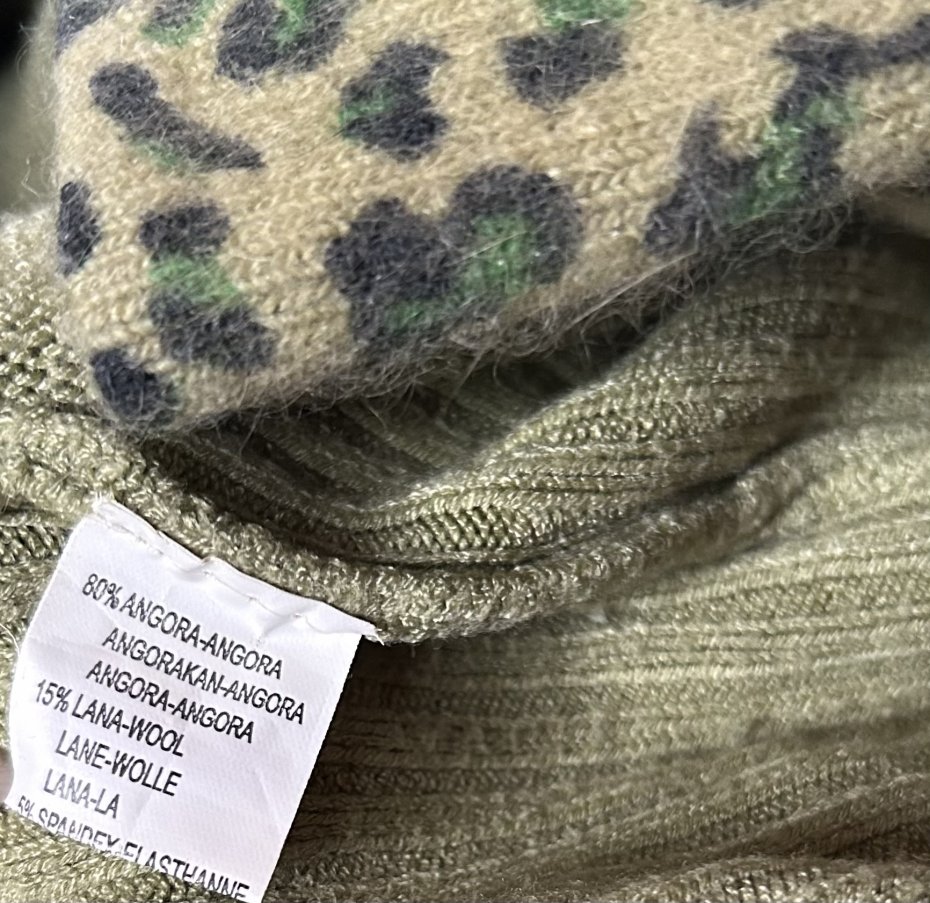 80% ANGORA-ANGORA
ANGORAKAN-ANGORA
ANGORA-ANGORA
15% LANA-WOOL
LANE-WOLLE
LANA-LA
5% SPANDEX-ELASTHANNE